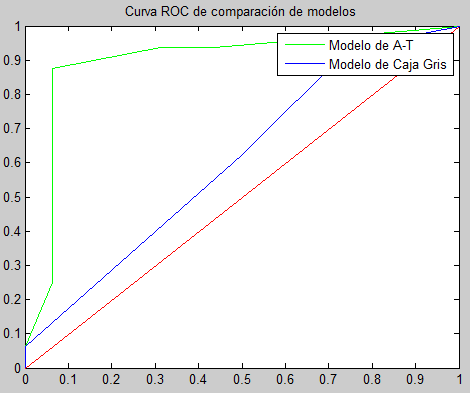 Curva ROC de comparación de modelos
Modelo de A-T
Modelo de Caja Gris
1
0.9
0.8
0.7
0.6
0.5
0.4
0.3
0.2
0.1
0
0 0.1 0.2 0.3 0.4 0.5 0.6 0.7 0.8 0.9 1